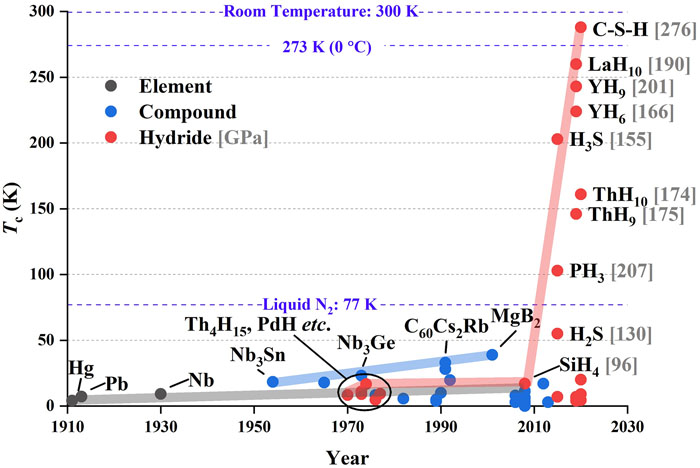 300
Room Temperature: 300 K
C-S-H [276]
273 K (0 °C)
250
LaH10 [190]
Element
YH9 [201]
Compound
YH6 [166]
200
Hydride [GPa]
H3S [155]
Tc (K)
150
ThH10 [174]
ThH9 [175]
100
PH3 [207]
Liquid N2: 77 K
Th4H15, PdH etc.
C60Cs2Rb
MgB2
H2S [130]
50
Nb3Sn
Nb3Ge
SiH4 [96]
Hg
Pb
Nb
0
1910 1930 1950 1970 1990 2010 2030
Year